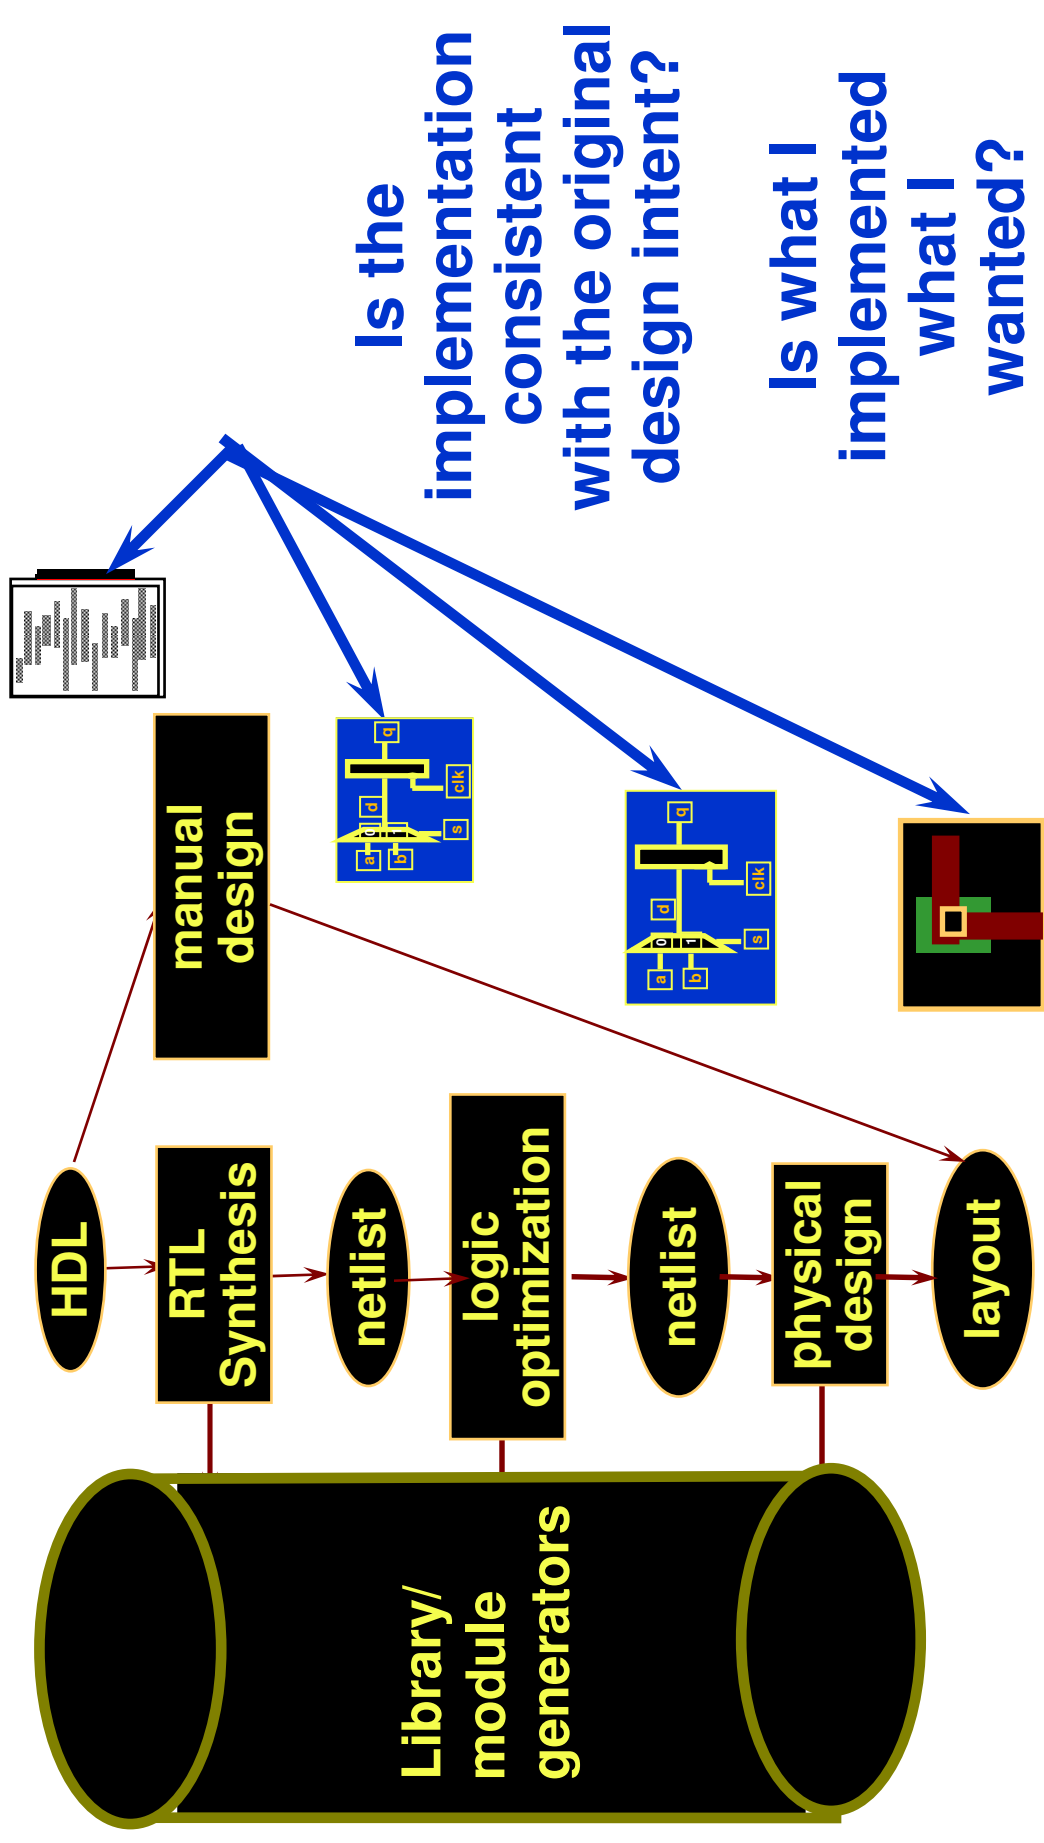 Library/
module
generators
HDL
RTL
Synthesis
netlist
logic
optimization
netlist
physical
design
layout
manual
design
a
b
0
1
d
q
s
clk
a
b
0
1
d
q
s
clk
Is the
implementation
consistent
with the original
design intent?
Is what I
implemented
what I
wanted?